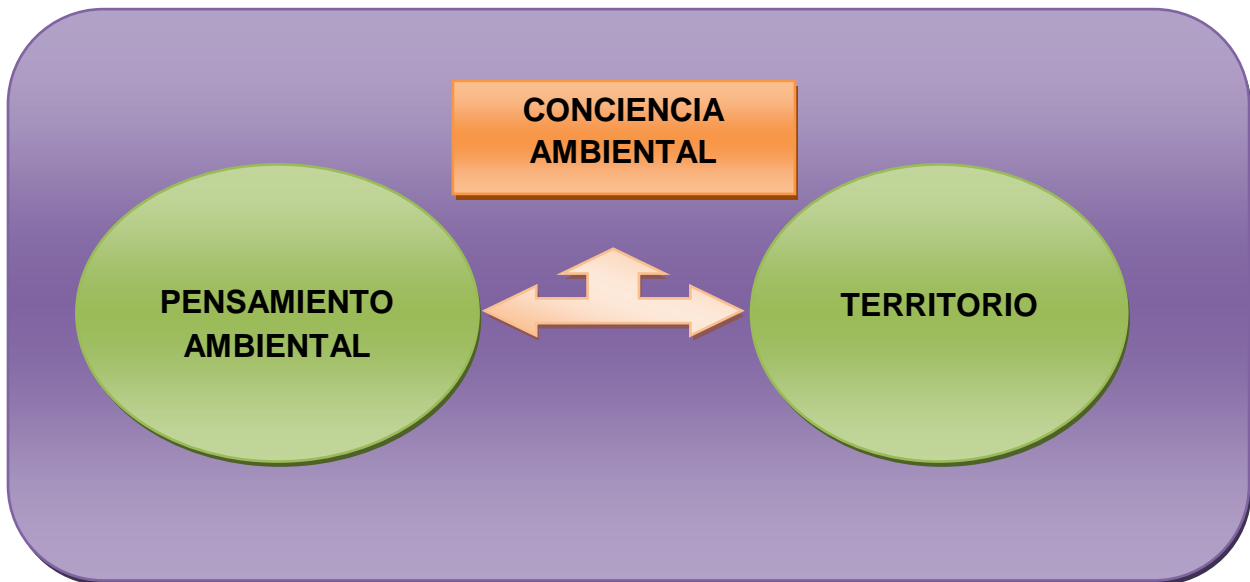 CONCIENCIA
AMBIENTAL
PENSAMIENTO
AMBIENTAL
TERRITORIO